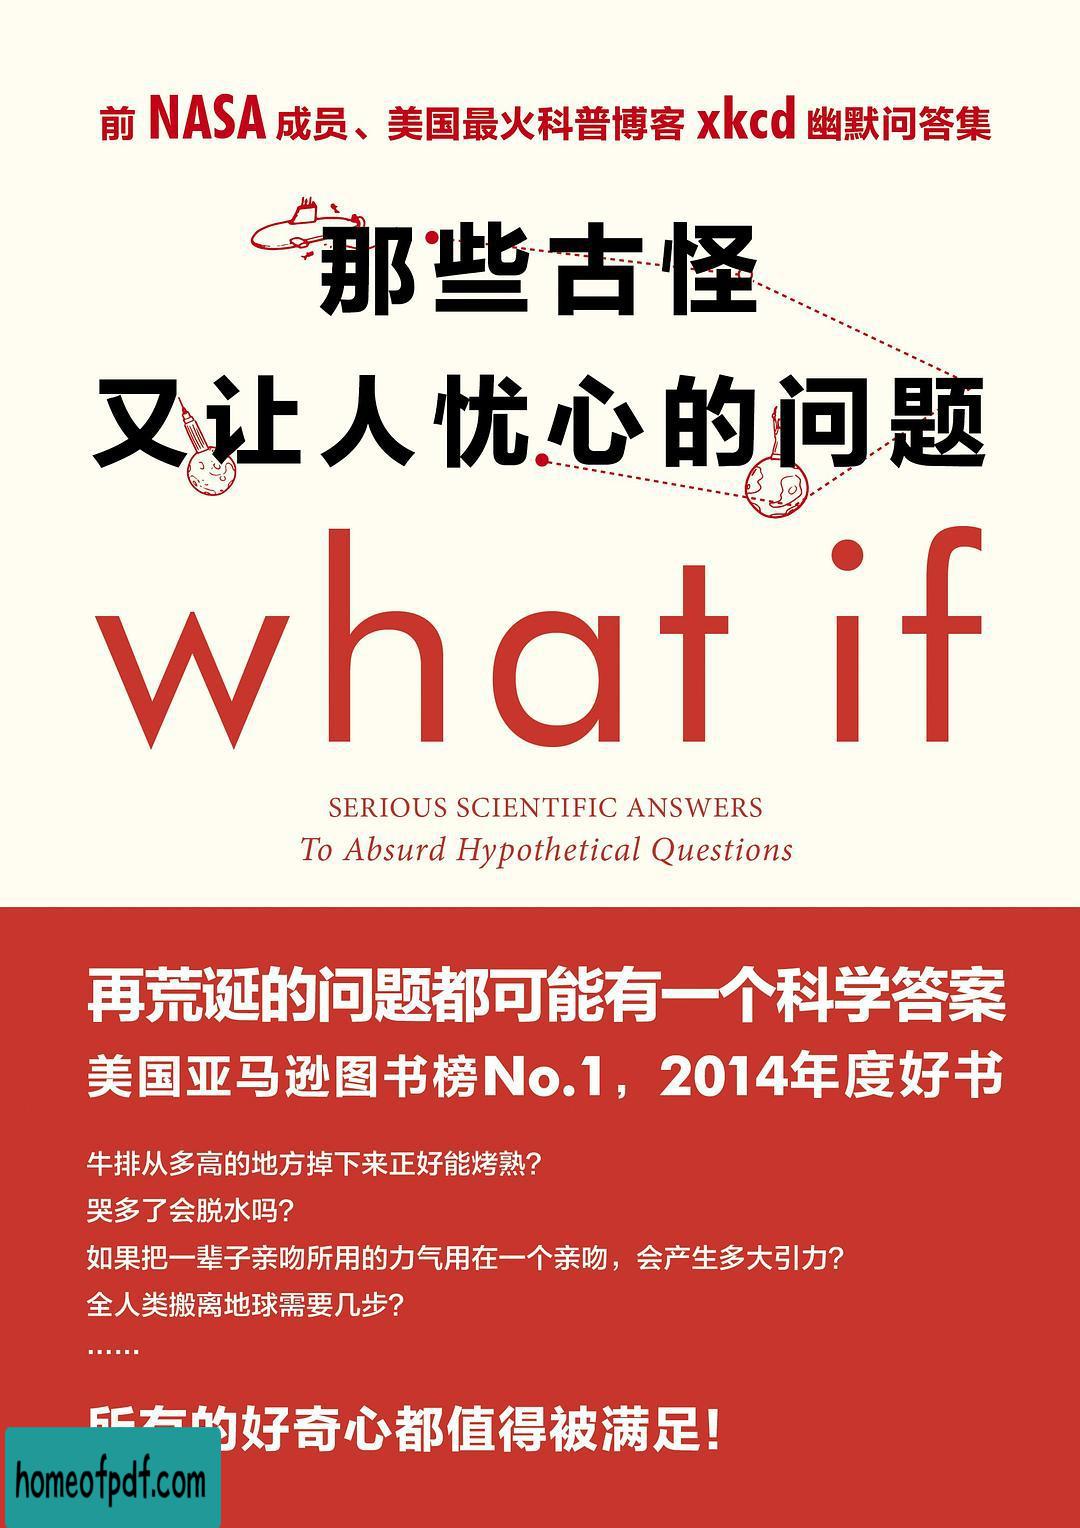 前 NASA 成员、美国最火科普博客 xkcd 幽默问答集
那些古怪
又让人忧心的问题
what if
SERIOUS SCIENTIFIC ANSWERS
To Absurd Hypothetical Questions
再荒诞的问题都可能有一个科学答案
美国亚马逊图书榜No.1，2014年度好书
牛排从多高的地方掉下来正好能烤熟？
哭多了会脱水吗？
如果把一辈子亲吻所用的力气用在一个亲吻，会产生多大引力？
全人类搬离地球需要几步？
……
所有的好奇心都值得被满足！
homeofpdf.com